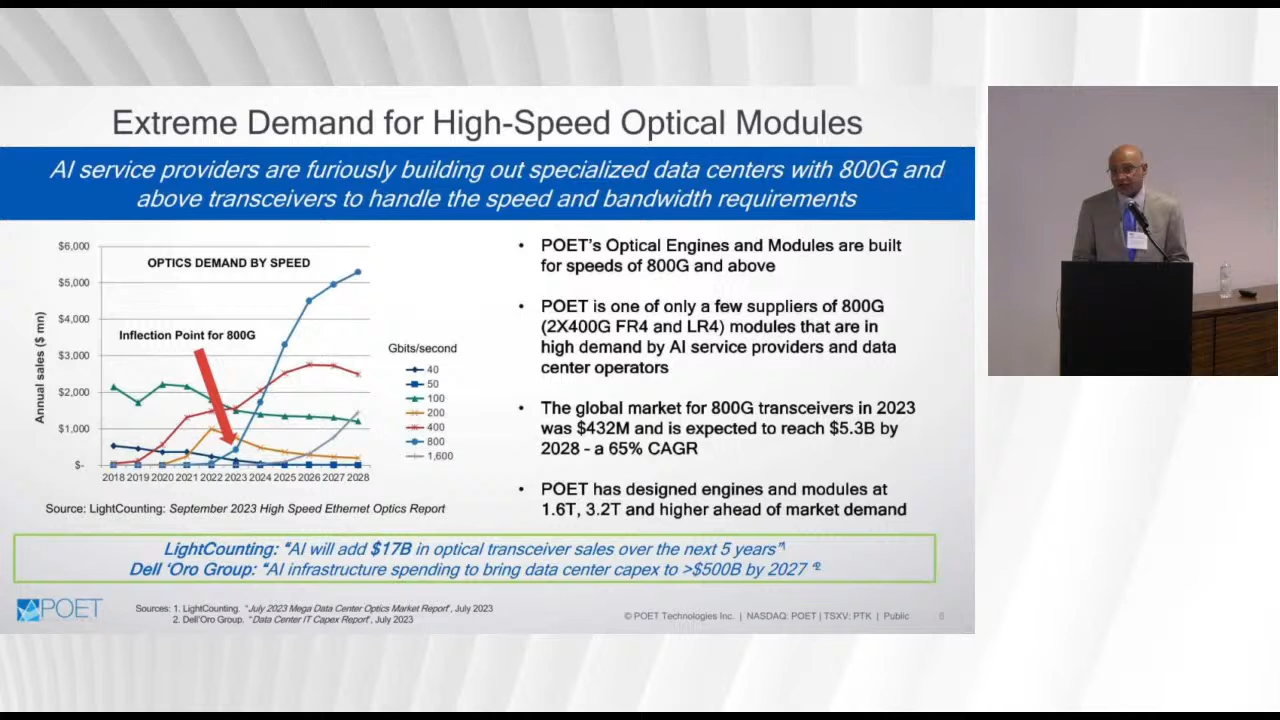 Extreme Demand for High-Speed Optical Modules
AI service providers are furiously building out specialized data centers with 800G and
above transceivers to handle the speed and bandwidth requirements
OPTICS DEMAND BY SPEED
Inflection Point for 800G
Annual sales ($ mn)
$6,000
$5,000
$4,000
$3,000
$2,000
$1,000
$-
2018 2019 2020 2021 2022 2023 2024 2025 2026 2027 2028
Gbits/second
40
50
100
200
400
800
1,600
Source: LightCounting: September 2023 High Speed Ethernet Optics Report
• POET's Optical Engines and Modules are built
for speeds of 800G and above
• POET is one of only a few suppliers of 800G
(2X400G FR4 and LR4) modules that are in
high demand by AI service providers and data
center operators
• The global market for 800G transceivers in 2023
was $432M and is expected to reach $5.3B by
2028 - a 65% CAGR
• POET has designed engines and modules at
1.6T, 3.2T and higher ahead of market demand
LightCounting: "AI will add $17B in optical transceiver sales over the next 5 years"1
Dell 'Oro Group: "AI infrastructure spending to bring data center capex to >$500B by 2027 "2
POET
Sources: 1. LightCounting. "July 2023 Mega Data Center Optics Market Report", July 2023
2. Dell'Oro Group. "Data Center IT Capex Report", July 2023
© POET Technologies Inc. | NASDAQ: POET | TSXV: PTK | Public 6